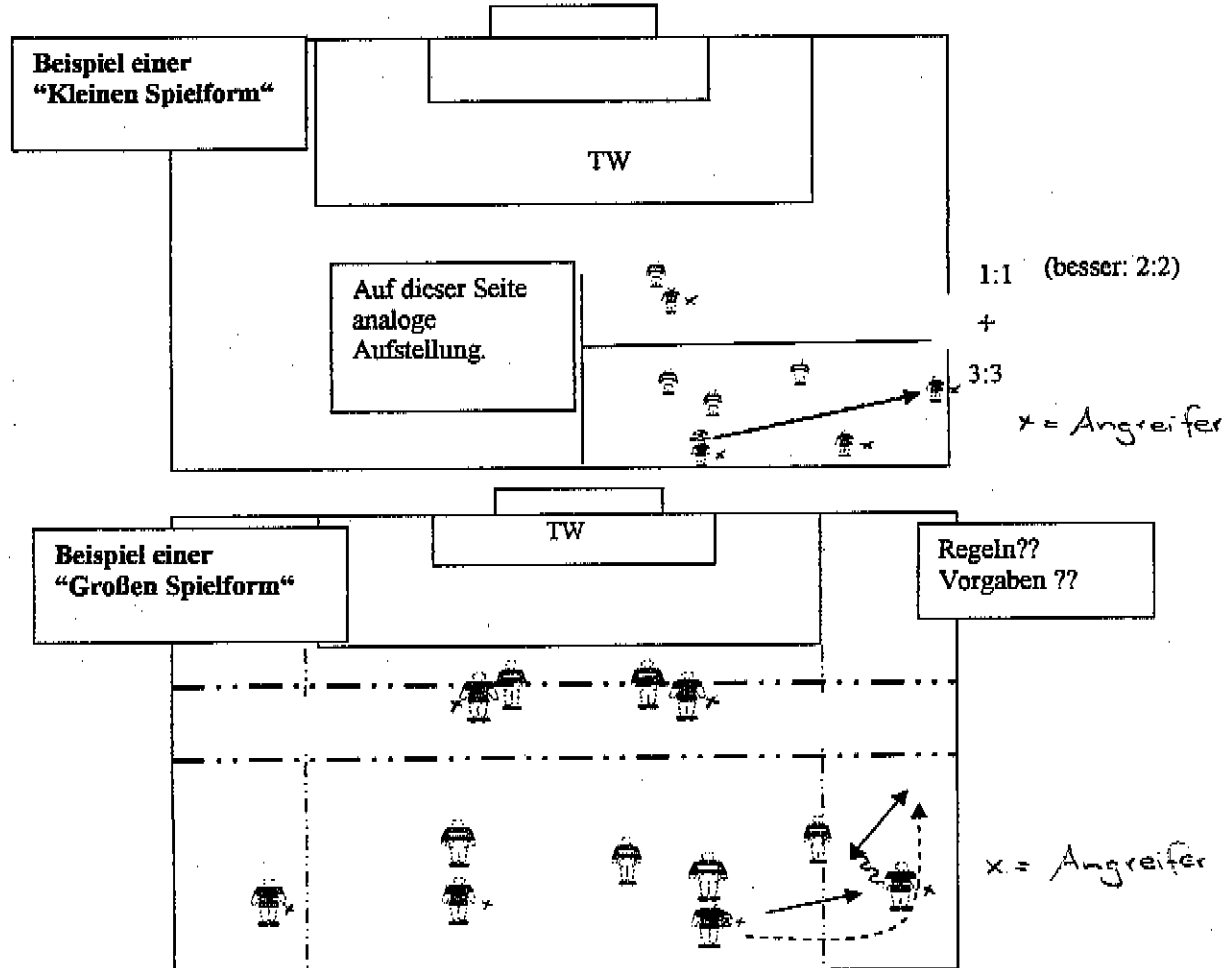 Beispiel einer
“Kleinen Spielform“
TW
Auf dieser Seite
analoge
Aufstellung.
1:1 (besser: 2:2)
+
3:3
x = Angreifer
Beispiel einer
“Großen Spielform“
TW
Regeln??
Vorgaben ??
x = Angreifer